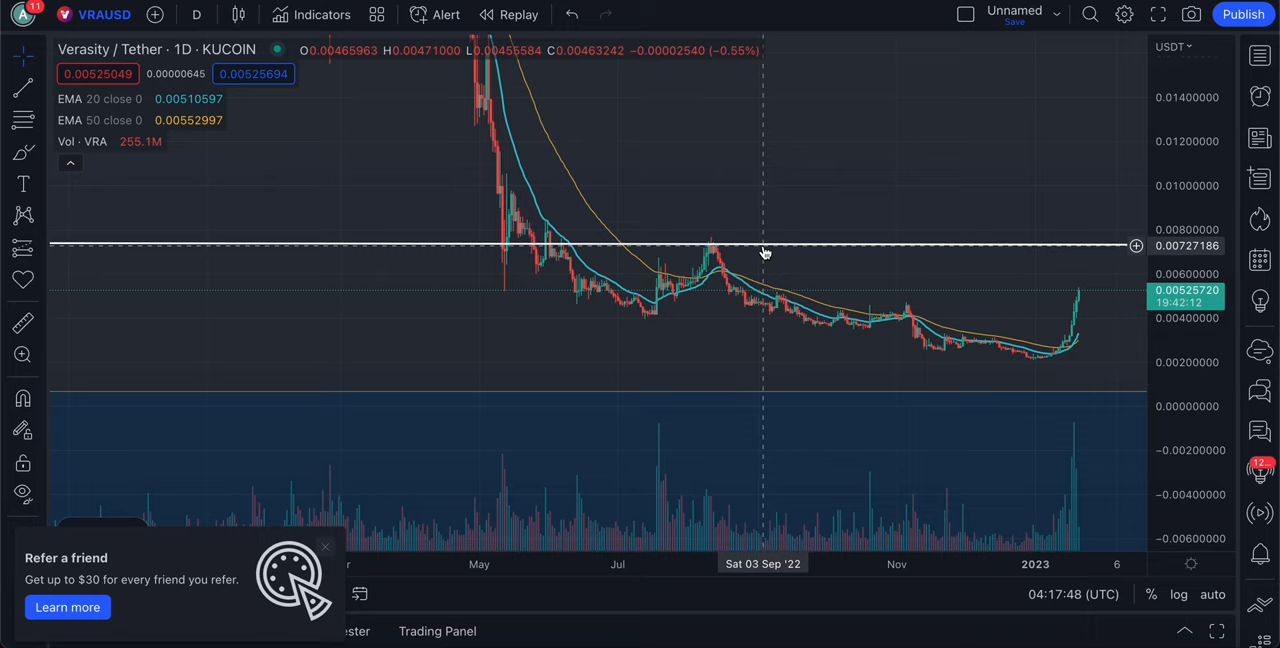 A 11 VRAUSD D Indicators Alert Replay Unnamed Save Publish
Verasity / Tether · 1D · KUCOIN O0.00465963 H0.00471000 L0.00455584 C0.00463242 −0.00002540 (−0.55%) USDT
0.00525049 0.00000645 0.00525694
EMA 20 close 0 0.00510597
EMA 50 close 0 0.00552997
Vol · VRA 255.1M
0.01400000
0.01200000
0.01000000
0.00800000
0.00727186
0.00600000
0.00525720
19:42:12
0.00400000
0.00200000
0.00000000
−0.00200000
−0.00400000
−0.00600000
12...
May Jul Sat 03 Sep '22 Nov 2023 6
Refer a friend
Get up to $30 for every friend you refer.
Learn more
04:17:48 (UTC) % log auto
ester Trading Panel